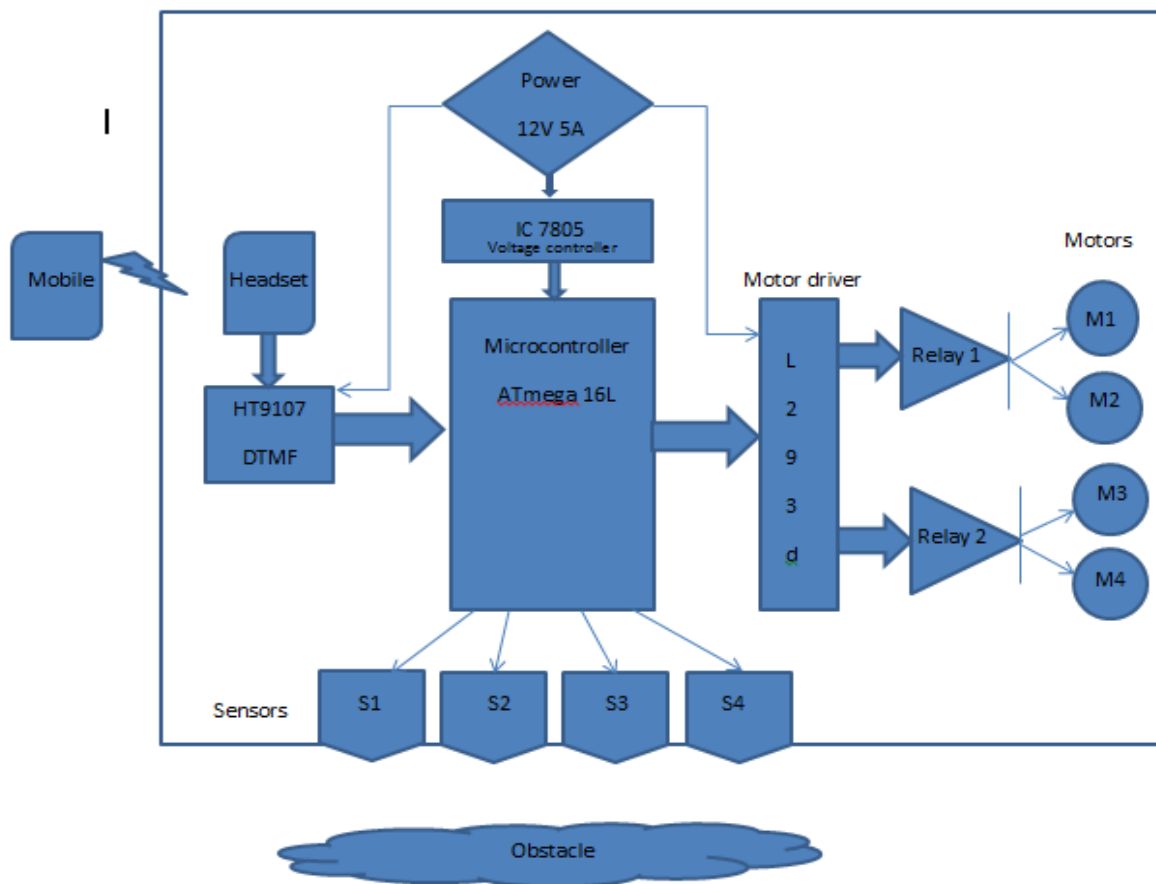 Power
12V 5A
I
IC 7805
Voltage controller
Mobile
Headset
Motor driver
Motors
Microcontroller
ATmega 16L
HT9107
DTMF
L
2
9
3
d
Relay 1
M1
M2
Relay 2
M3
M4
Sensors
S1
S2
S3
S4
Obstacle